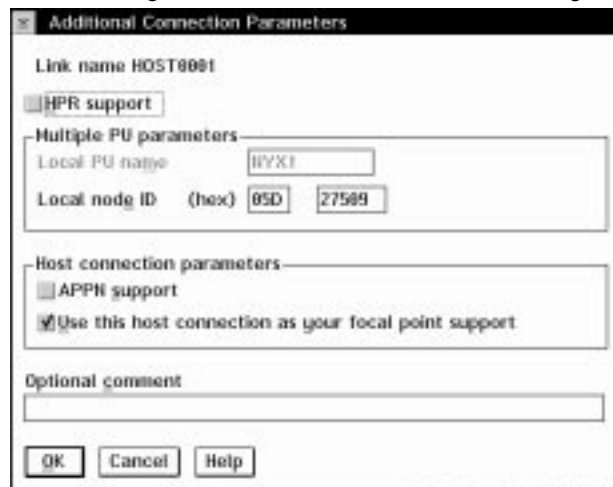 Additional Connection Parameters
Link name HOST0001
HPR support
Multiple PU parameters
Local PU name NYX1
Local node ID (hex) 05D 27509
Host connection parameters
APPN support
Use this host connection as your focal point support
Optional comment
OK Cancel Help